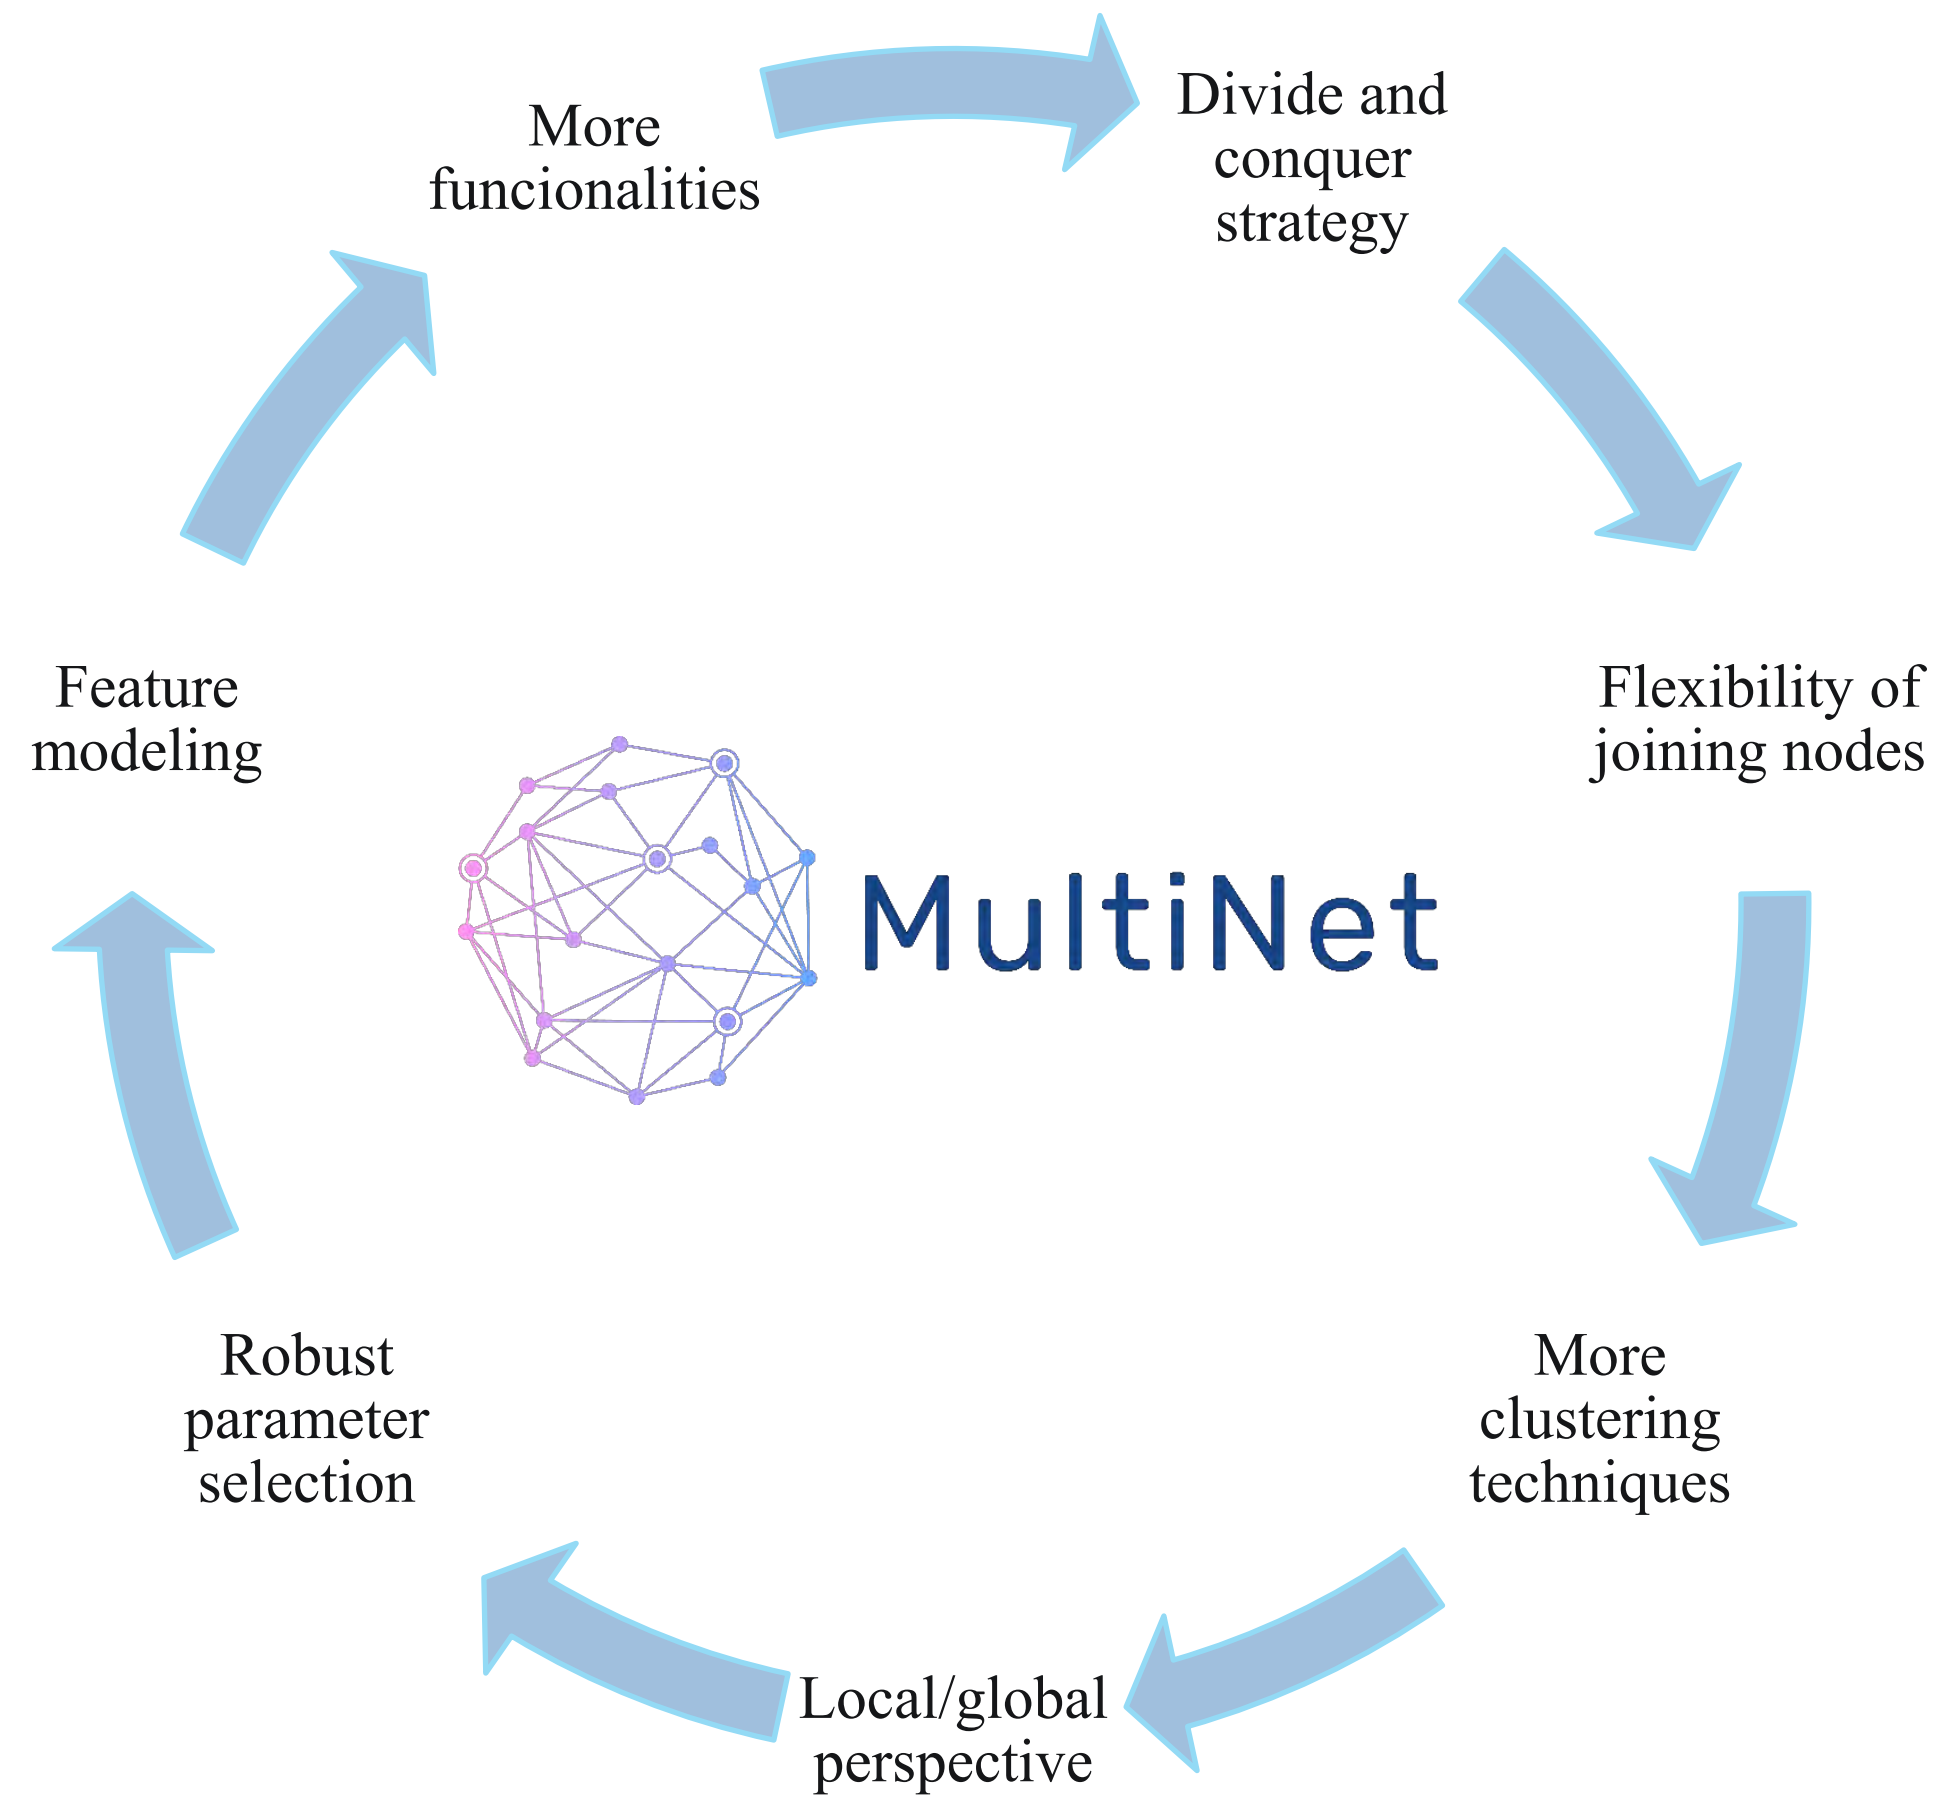 More
funcionalities
Divide and
conquer
strategy
Feature
modeling
Flexibility of
joining nodes
MultiNet
Robust
parameter
selection
More
clustering
techniques
Local/global
perspective